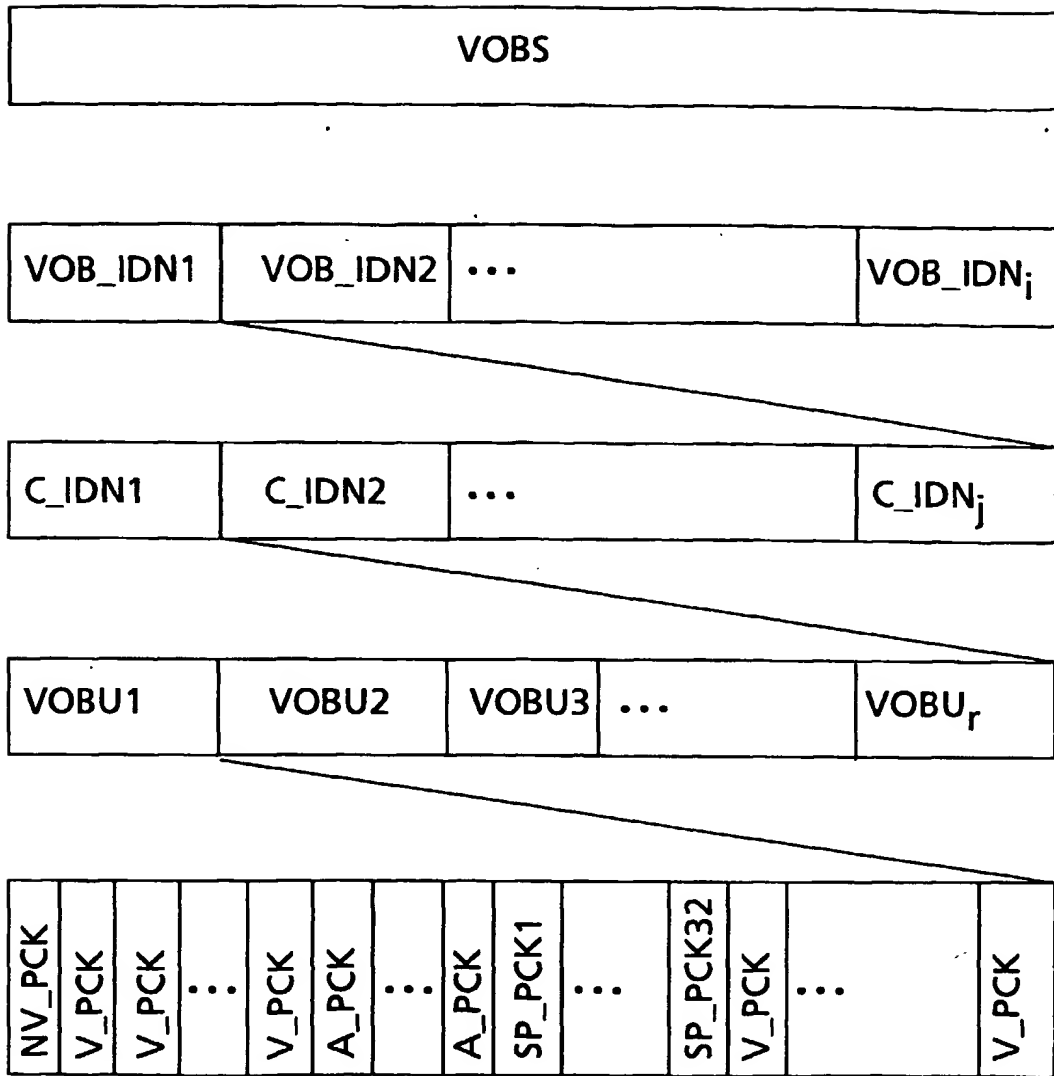 VOBS
VOB_IDN1 VOB_IDN2 ... VOB_IDNi
C_IDN1 C_IDN2 ... C_IDNj
VOBU1 VOBU2 VOBU3 ... VOBUr
NV_PCK V_PCK V_PCK ... V_PCK A_PCK ... A_PCK SP_PCK1 ... SP_PCK32 V_PCK ... V_PCK